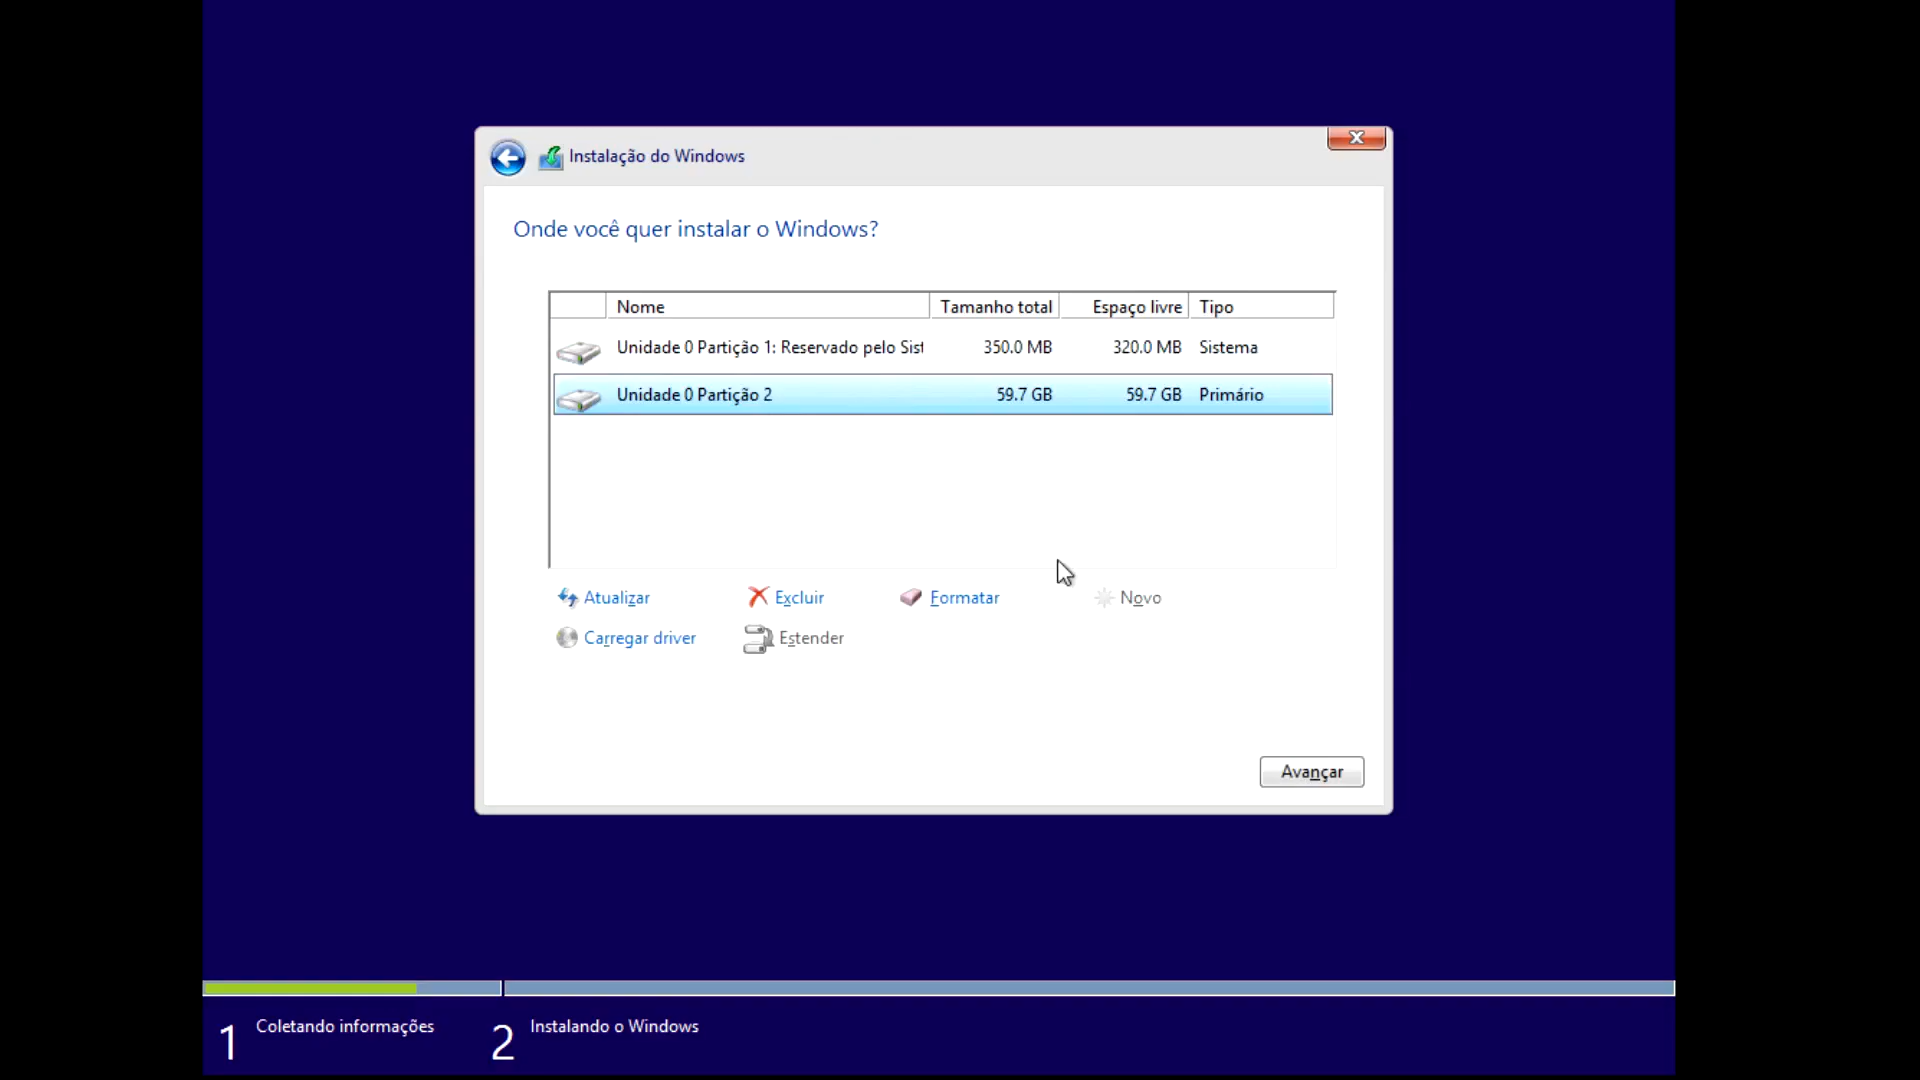 Instalação do Windows
Onde você quer instalar o Windows?
Nome Tamanho total Espaço livre Tipo
Unidade 0 Partição 1: Reservado pelo Sist 350.0 MB 320.0 MB Sistema
Unidade 0 Partição 2 59.7 GB 59.7 GB Primário
Atualizar Excluir Formatar Novo
Carregar driver Estender
Avançar
1 Coletando informações 2 Instalando o Windows